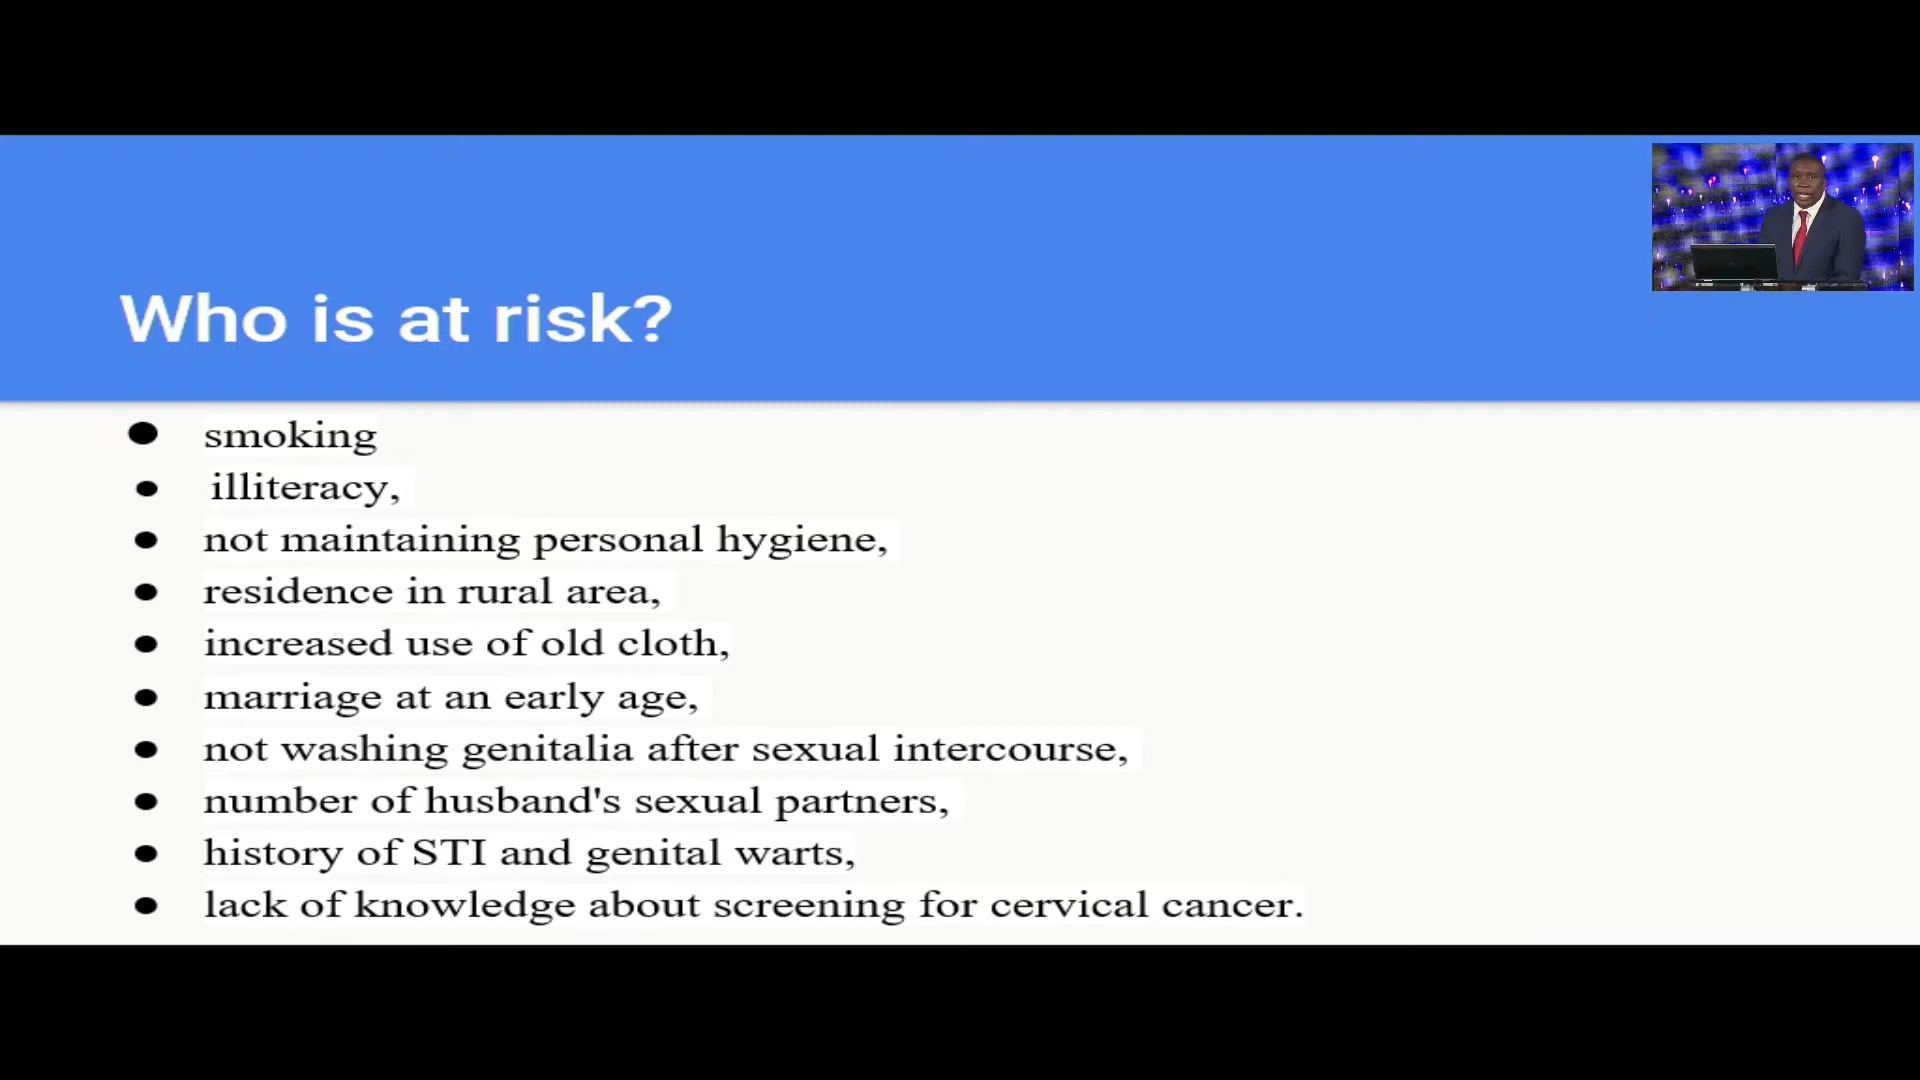 Who is at risk?
smoking
illiteracy,
not maintaining personal hygiene,
residence in rural area,
increased use of old cloth,
marriage at an early age,
not washing genitalia after sexual intercourse,
number of husband's sexual partners,
history of STI and genital warts,
lack of knowledge about screening for cervical cancer.